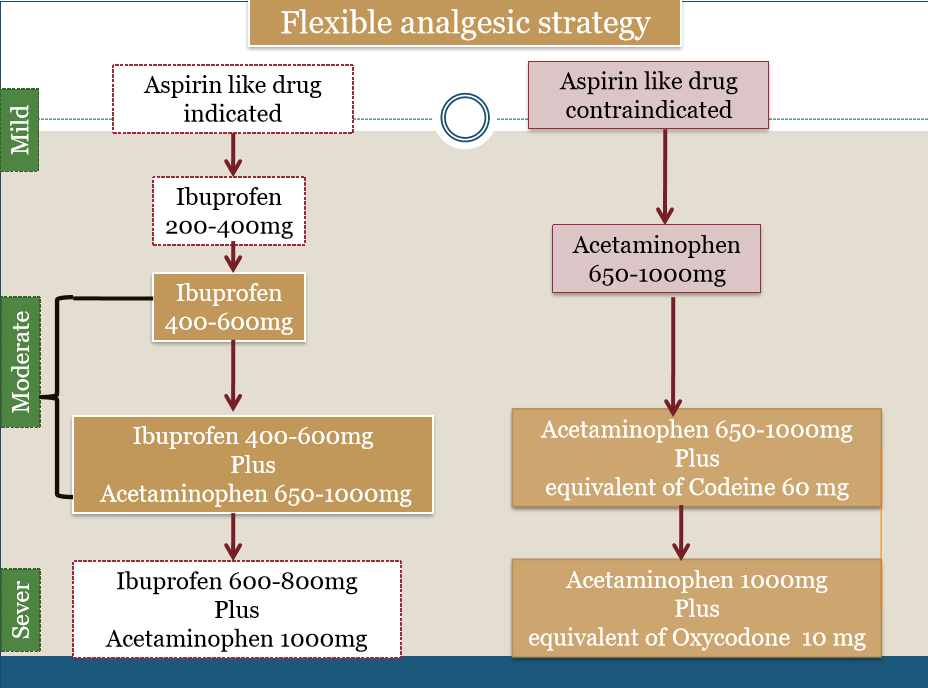 Flexible analgesic strategy
Mild
Aspirin like drug
indicated
Ibuprofen
200-400mg
Moderate
Ibuprofen
400-600mg
Ibuprofen 400-600mg
Plus
Acetaminophen 650-1000mg
Sever
Ibuprofen 600-800mg
Plus
Acetaminophen 1000mg
Aspirin like drug
contraindicated
Acetaminophen
650-1000mg
Acetaminophen 650-1000mg
Plus
equivalent of Codeine 60 mg
Acetaminophen 1000mg
Plus
equivalent of Oxycodone 10 mg